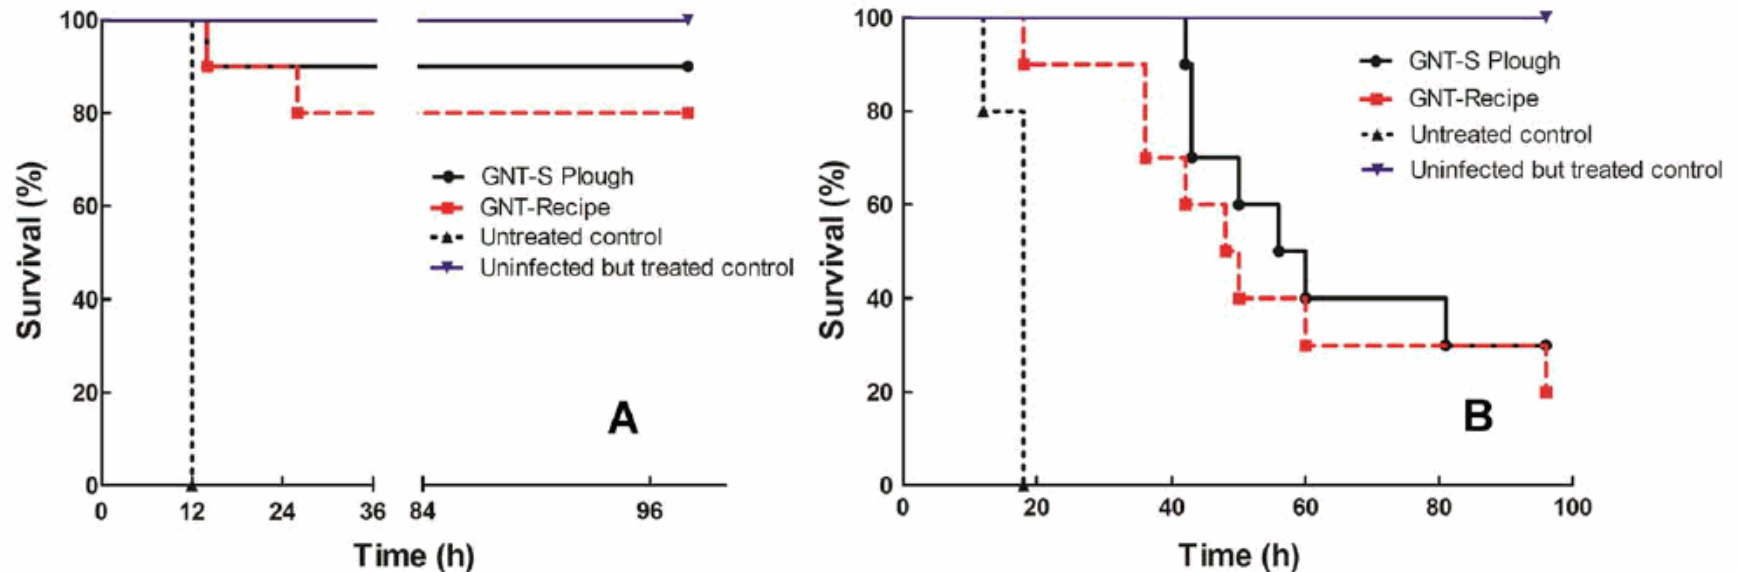 100
80
60
40
20
0
Survival (%)
GNT-S Plough
GNT-Recipe
Untreated control
Uninfected but treated control
A
0 12 24 36 84 96
Time (h)
100
80
60
40
20
0
Survival (%)
GNT-S Plough
GNT-Recipe
Untreated control
Uninfected but treated control
B
0 20 40 60 80 100
Time (h)